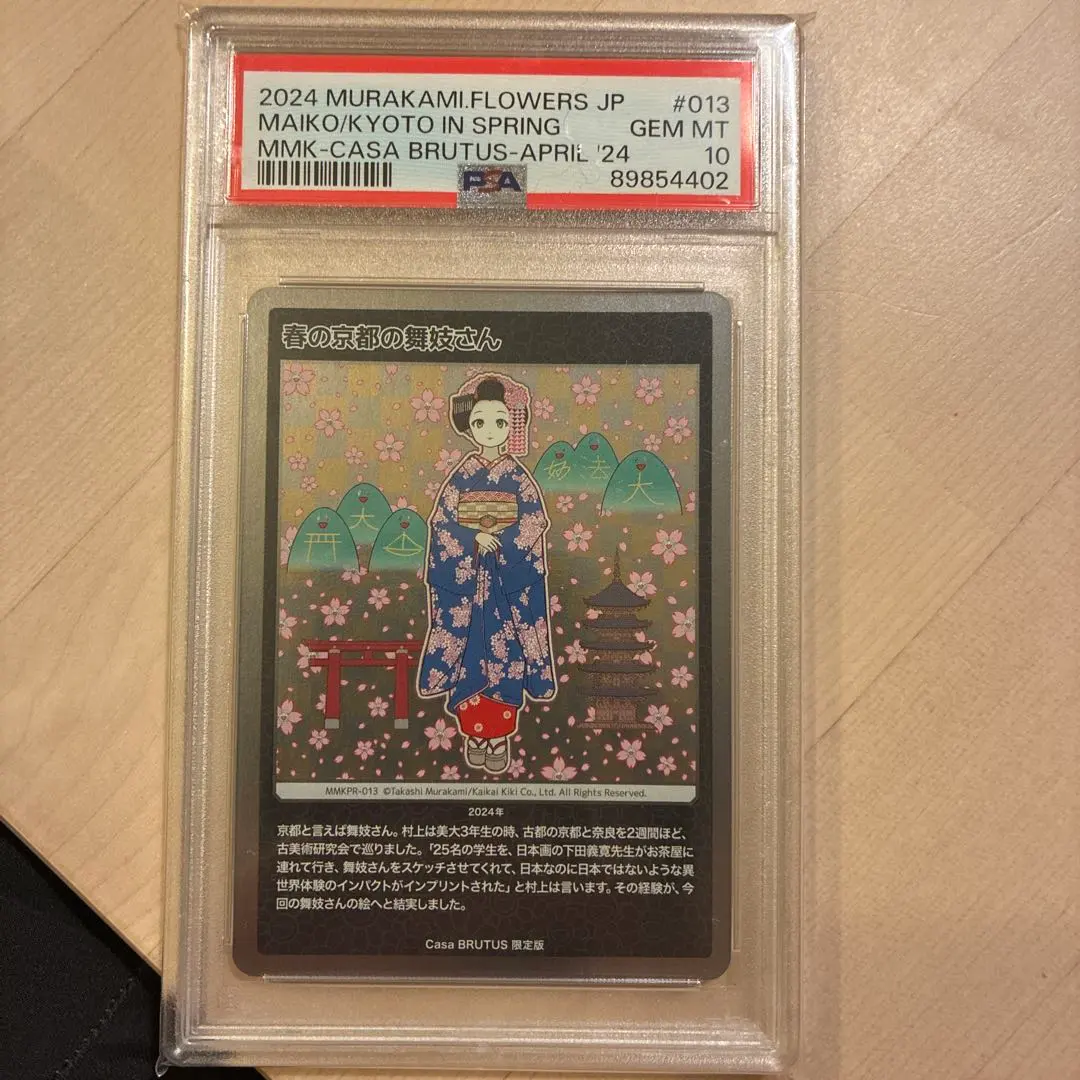 2024 MURAKAMI.FLOWERS JP #013
MAIKO/KYOTO IN SPRING GEM MT
MMK-CASA BRUTUS-APRIL '24 10
PSA 89854402
春の京都の舞妓さん
妙 法 大
大
MMKPR-013 ©Takashi Murakami/Kaikai Kiki Co., Ltd. All Rights Reserved.
2024年
京都と言えば舞妓さん。村上は美大3年生の時、古都の京都と奈良を2週間ほど、
古美術研究会で巡りました。「25名の学生を、日本画の下田義寛先生がお茶屋に
連れて行き、舞妓さんをスケッチさせてくれて、日本なのに日本ではないような異
世界体験のインパクトがインプリントされた」と村上は言います。その経験が、今
回の舞妓さんの絵へと結実しました。
Casa BRUTUS 限定版